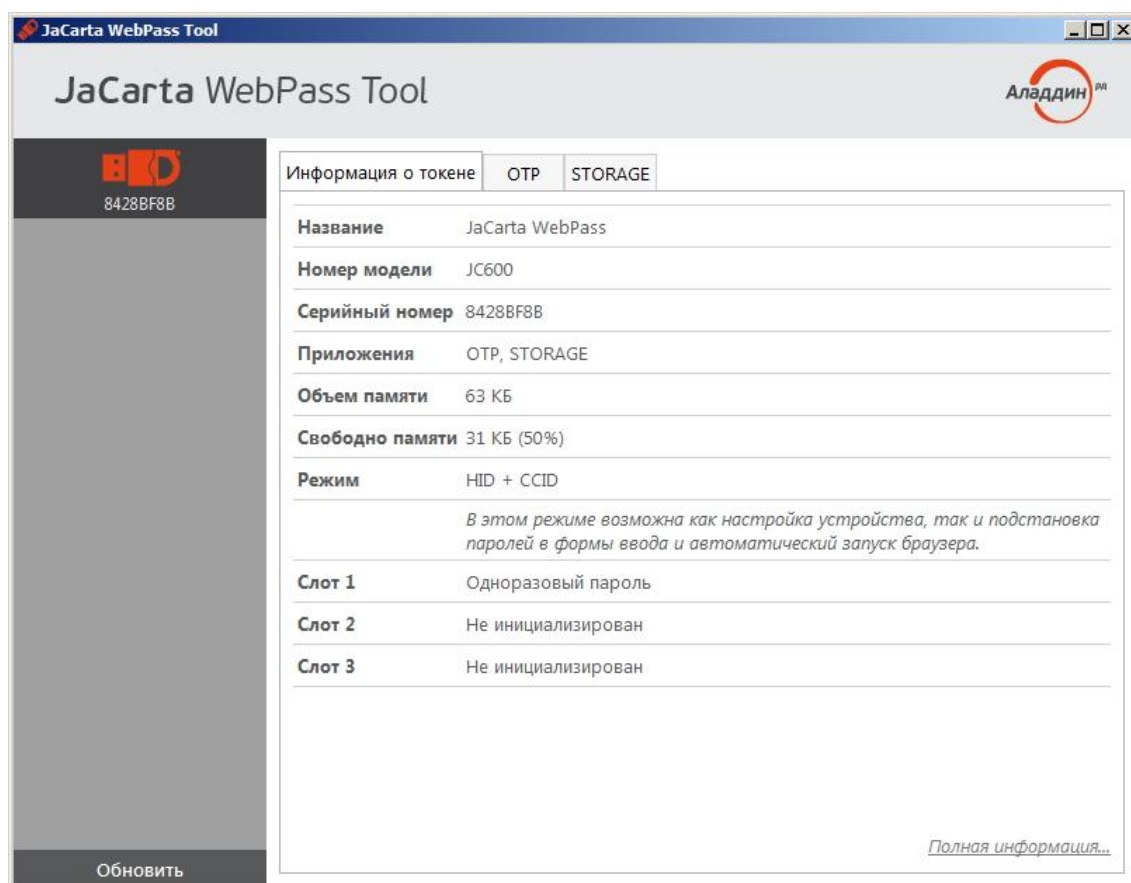 JaCarta WebPass Tool
JaCarta WebPass Tool
Аладдин РД
8428BF8B
Информация о токене OTP STORAGE
Название JaCarta WebPass
Номер модели JC600
Серийный номер 8428BF8B
Приложения OTP, STORAGE
Объем памяти 63 КБ
Свободно памяти 31 КБ (50%)
Режим HID + CCID
В этом режиме возможна как настройка устройства, так и подстановка
паролей в формы ввода и автоматический запуск браузера.
Слот 1 Одноразовый пароль
Слот 2 Не инициализирован
Слот 3 Не инициализирован
Полная информация...
Обновить